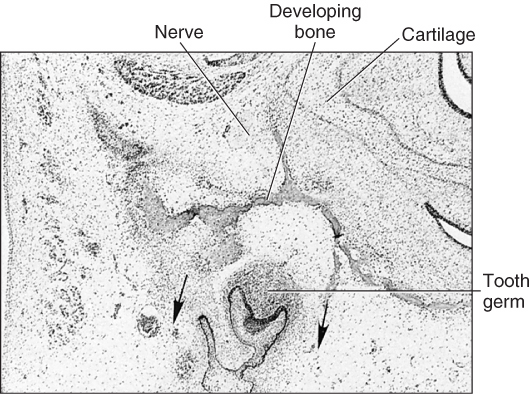 Developing
bone
Nerve
Cartilage
Tooth
germ